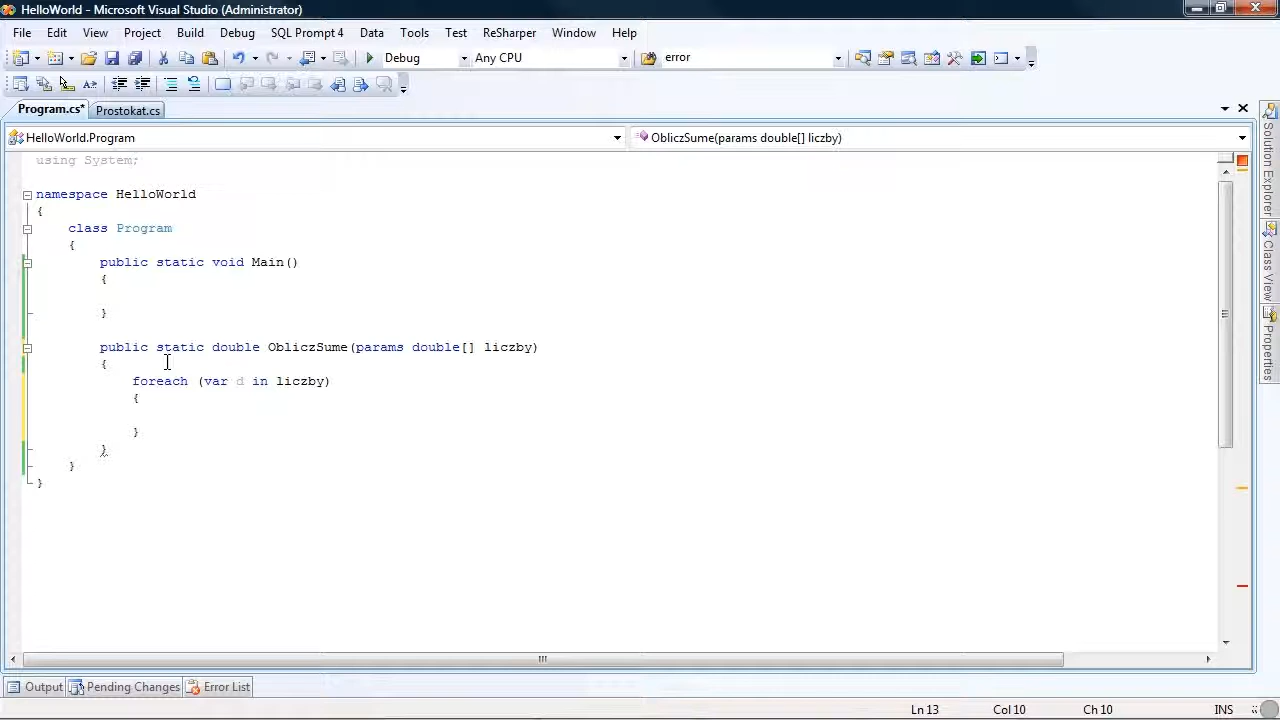 HelloWorld - Microsoft Visual Studio (Administrator)
File Edit View Project Build Debug SQL Prompt 4 Data Tools Test ReSharper Window Help
Debug Any CPU error
Program.cs* Prostokat.cs
HelloWorld.Program ObliczSume(params double[] liczby)
using System;
namespace HelloWorld
{
class Program
{
public static void Main()
{
}
public static double ObliczSume(params double[] liczby)
{
foreach (var d in liczby)
{
}
}
}
}
Solution Explorer
Class View
Properties
Output Pending Changes Error List
Ln 13 Col 10 Ch 10 INS